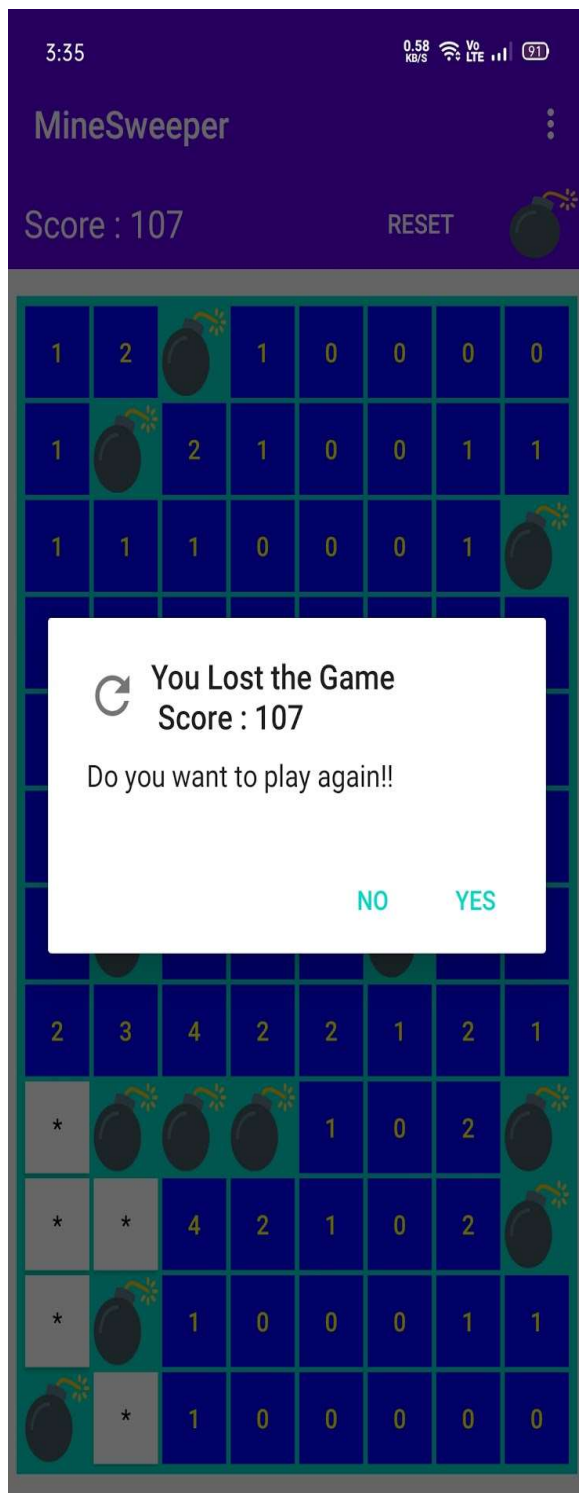 3:35 0.58 KB/S Vo LTE 91
MineSweeper
Score : 107 RESET
1 2 1 0 0 0 0
1 2 1 0 0 1 1
1 1 1 0 0 0 1
You Lost the Game
Score : 107
Do you want to play again!!
NO YES
2 3 4 2 2 1 2 1
* 1 0 2
* * 4 2 1 0 2
* 1 0 0 0 1 1
* 1 0 0 0 0 0